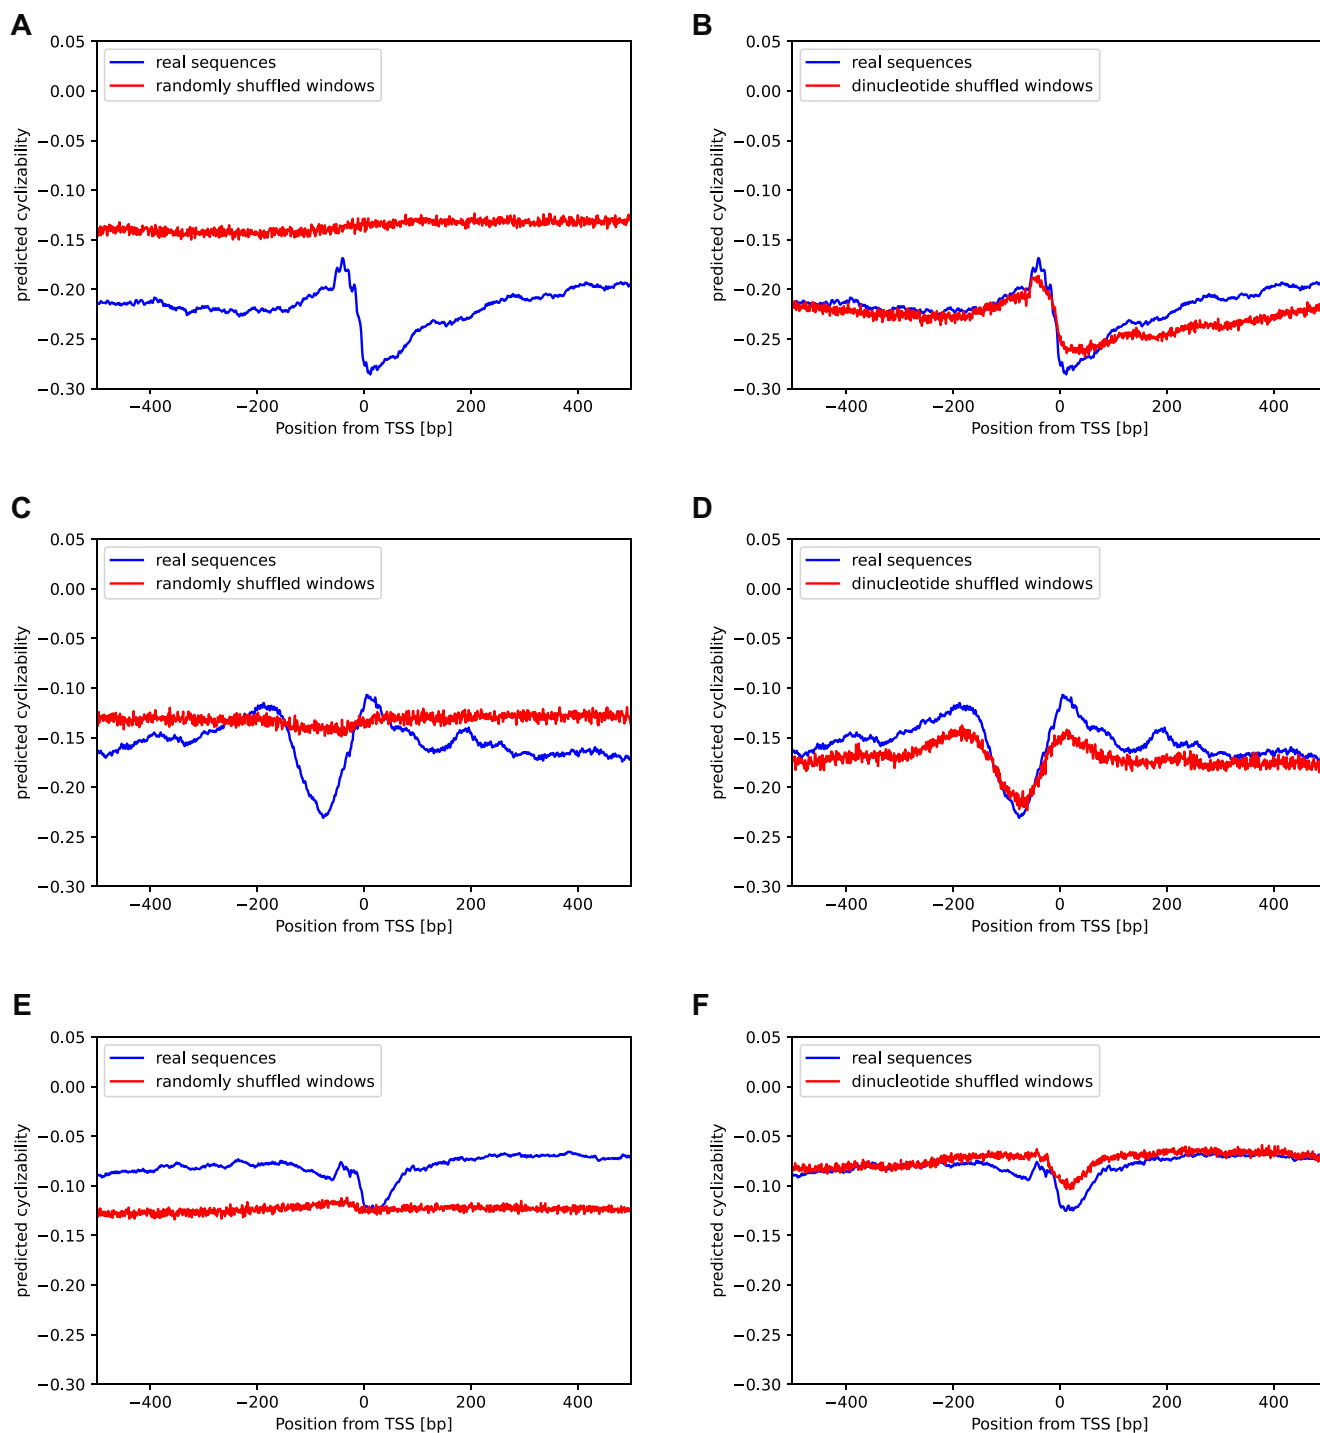 A
0.05
0.00
−0.05
−0.10
−0.15
−0.20
−0.25
−0.30
predicted cyclizability
real sequences
randomly shuffled windows
−400
−200
0
200
400
Position from TSS [bp]
B
0.05
0.00
−0.05
−0.10
−0.15
−0.20
−0.25
−0.30
predicted cyclizability
real sequences
dinucleotide shuffled windows
−400
−200
0
200
400
Position from TSS [bp]
C
0.05
0.00
−0.05
−0.10
−0.15
−0.20
−0.25
−0.30
predicted cyclizability
real sequences
randomly shuffled windows
−400
−200
0
200
400
Position from TSS [bp]
D
0.05
0.00
−0.05
−0.10
−0.15
−0.20
−0.25
−0.30
predicted cyclizability
real sequences
dinucleotide shuffled windows
−400
−200
0
200
400
Position from TSS [bp]
E
0.05
0.00
−0.05
−0.10
−0.15
−0.20
−0.25
−0.30
predicted cyclizability
real sequences
randomly shuffled windows
−400
−200
0
200
400
Position from TSS [bp]
F
0.05
0.00
−0.05
−0.10
−0.15
−0.20
−0.25
−0.30
predicted cyclizability
real sequences
dinucleotide shuffled windows
−400
−200
0
200
400
Position from TSS [bp]